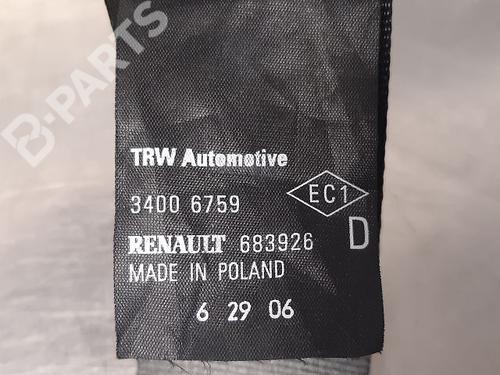 B-PARTS
TRW Automotive
3400 6759
EC1
RENAULT 683926
D
MADE IN POLAND
6 29 06